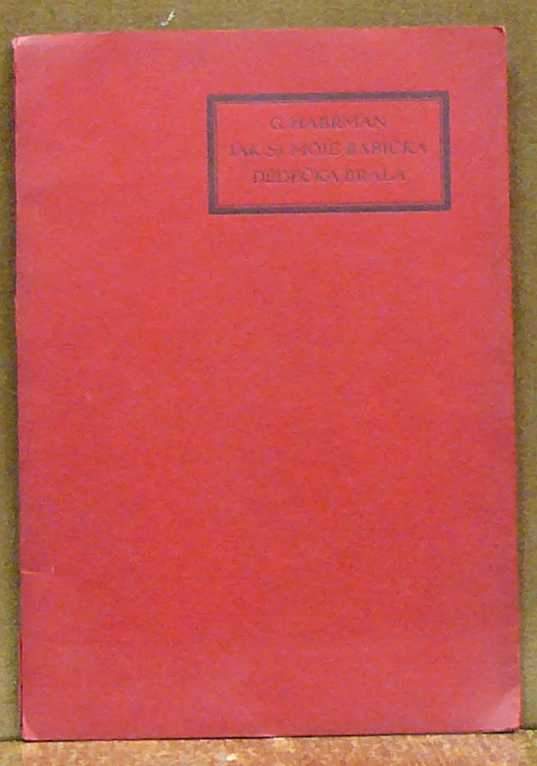 G. HABRMAN
JAK SI MOJE BABIČKA
DĚDEČKA BRALA